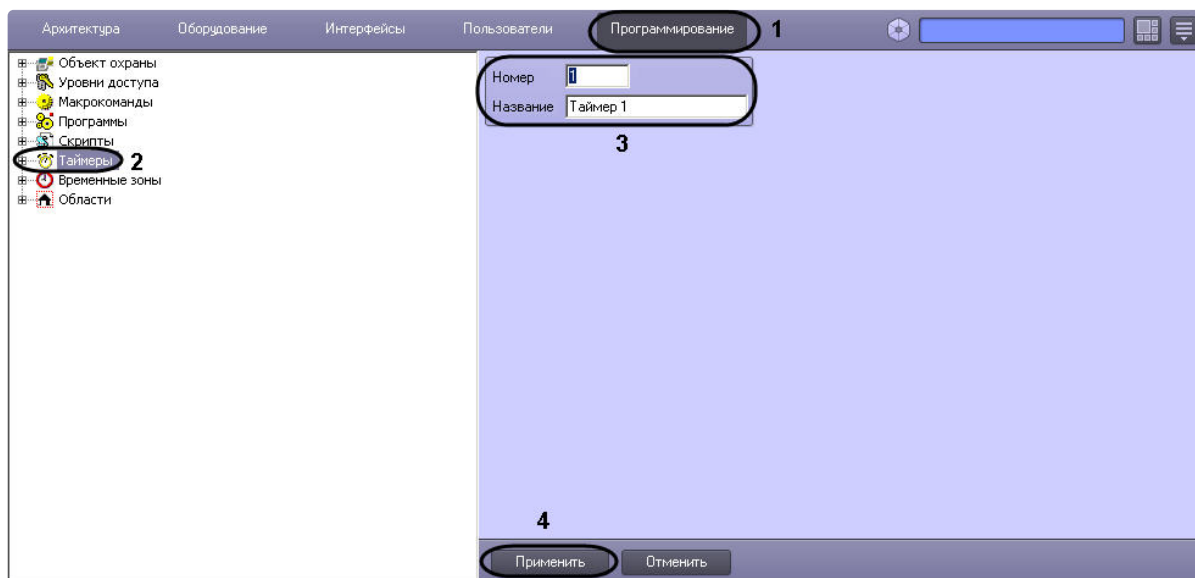 Архитектура Оборудование Интерфейсы Пользователи Программирование 1
Объект охраны
Уровни доступа
Макрокоманды
Программы
Скрипты
Таймеры 2
Временные зоны
Области
Номер 1
Название Таймер 1
3
4
Применить Отменить